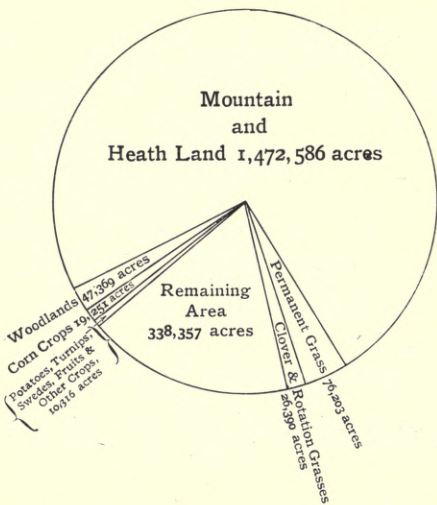 Mountain
and
Heath Land 1,472,586 acres
Woodlands 47,369 acres
Corn Crops 19,251 acres
Potatoes, Turnips,
Swedes, Fruits &
Other Crops,
10,316 acres
Remaining
Area
338,357 acres
Clover & Rotation Grasses
26,390 acres
Permanent Grass 76,203 acres